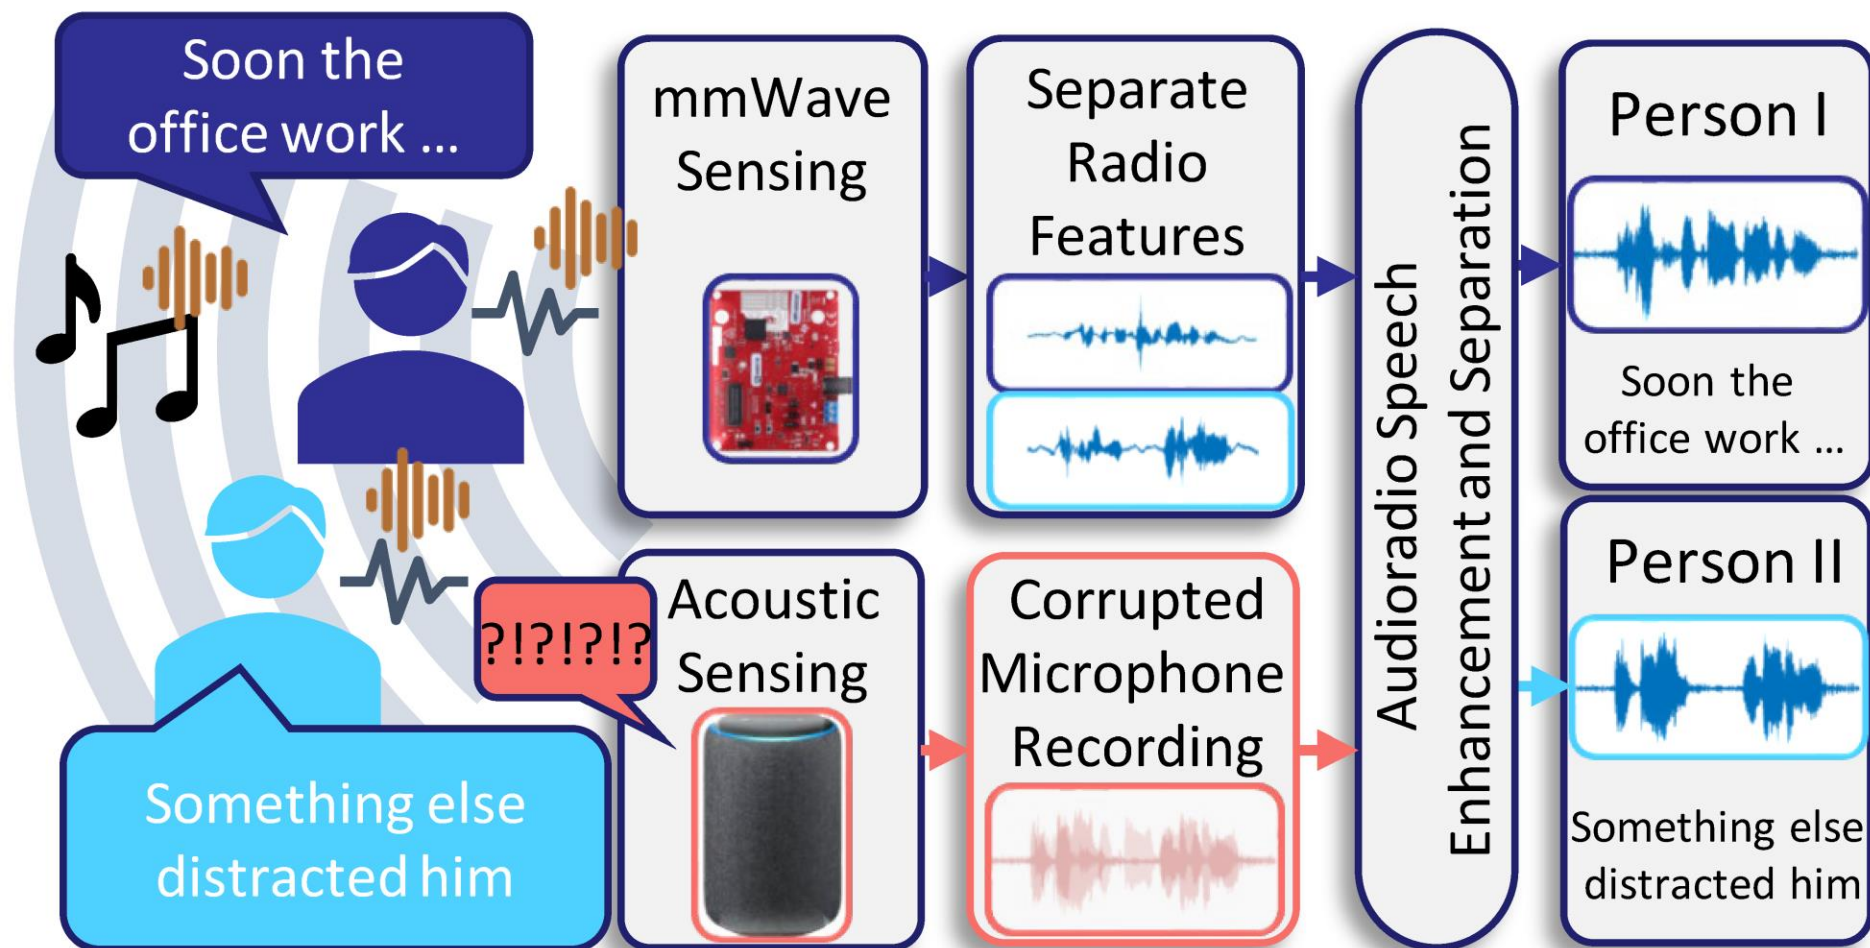 Soon the
office work ...
Something else
distracted him
mmWave
Sensing
Separate
Radio
Features
?!?!?!?
Acoustic
Sensing
Corrupted
Microphone
Recording
Audioradio Speech
Enhancement and Separation
Person I
Soon the
office work ...
Person II
Something else
distracted him